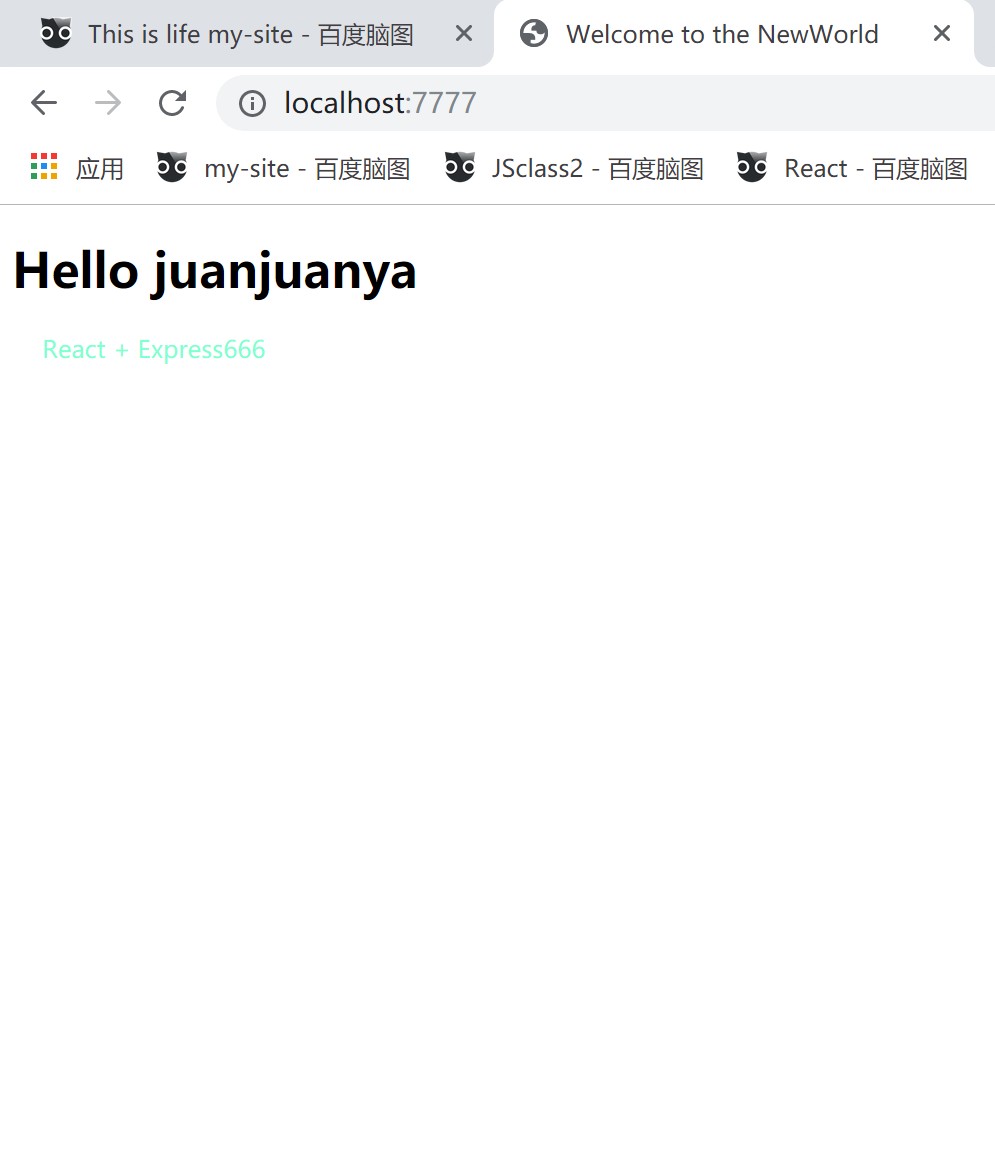 This is life my-site - 百度脑图
Welcome to the NewWorld
localhost:7777
应用 my-site - 百度脑图 JSclass2 - 百度脑图 React - 百度脑图
Hello juanjuanya
React + Express666